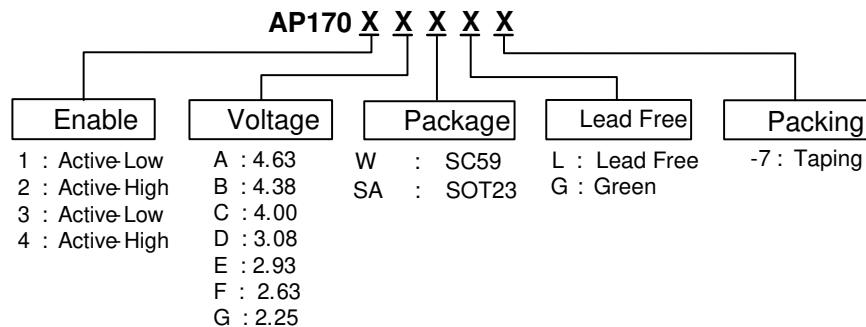 AP170 X X X X X
Enable Voltage Package Lead Free Packing
1 : Active-Low A : 4.63 W : SC59 L : Lead Free -7 : Taping
2 : Active-High B : 4.38 SA : SOT23 G : Green
3 : Active-Low C : 4.00
4 : Active-High D : 3.08
E : 2.93
F : 2.63
G : 2.25